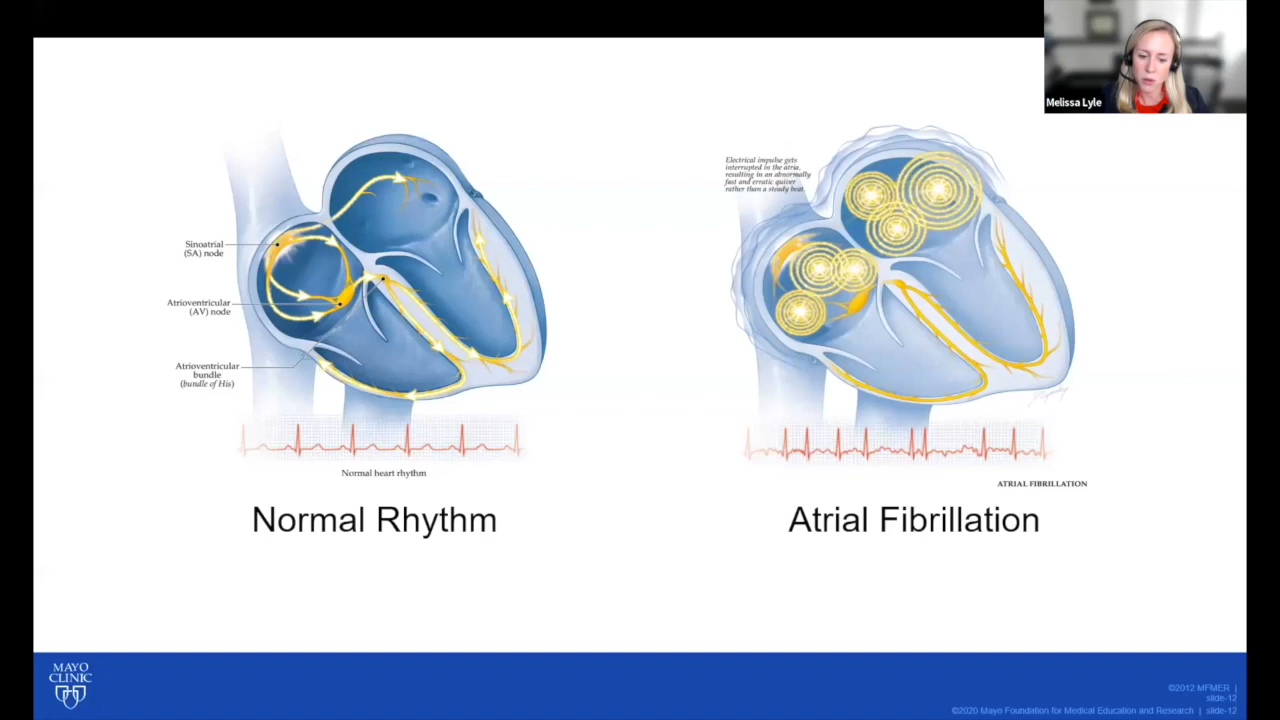 Melissa Lyle
Electrical impulse gets
interrupted in the atria,
resulting in an abnormally
fast and erratic quiver
rather than a steady beat.
Sinoatrial
(SA) node
Atrioventricular
(AV) node
Atrioventricular
bundle
(bundle of His)
Normal heart rhythm
ATRIAL FIBRILLATION
Normal Rhythm
Atrial Fibrillation
MAYO
CLINIC
©2012 MFMER |
slide-12
©2020 Mayo Foundation for Medical Education and Research | slide-12